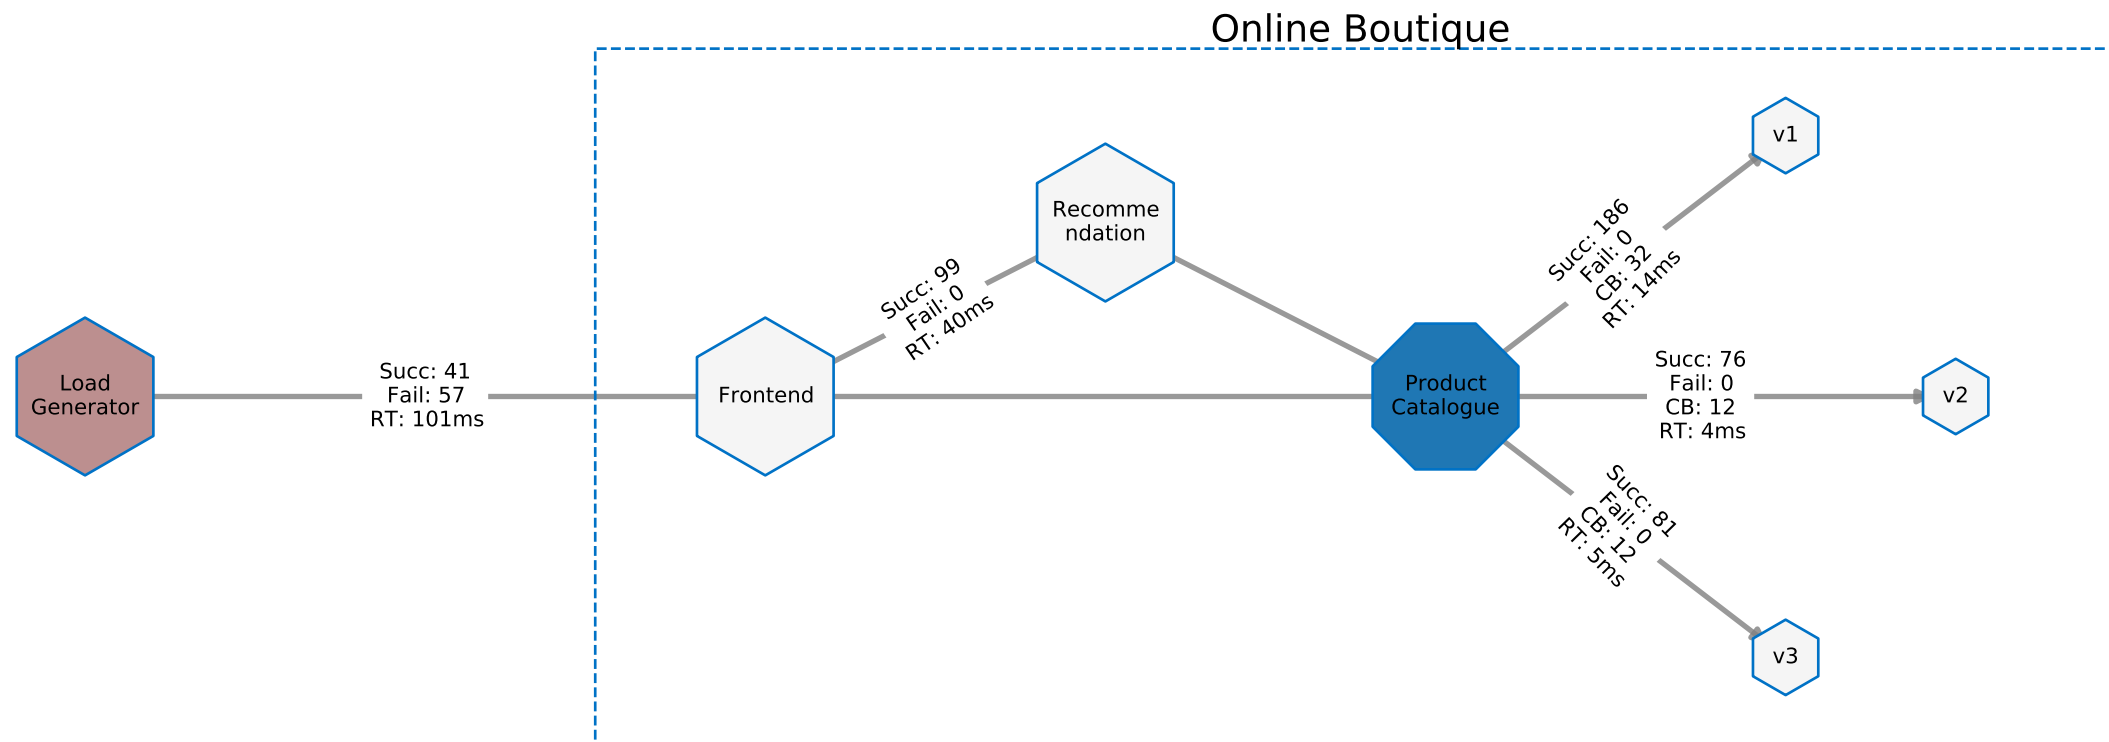 Online Boutique
Load
Generator
Succ: 41
Fail: 57
RT: 101ms
Frontend
Succ: 99
Fail: 0
RT: 40ms
Recomme
ndation
Product
Catalogue
Succ: 186
Fail: 0
CB: 32
RT: 14ms
v1
Succ: 76
Fail: 0
CB: 12
RT: 4ms
v2
Succ: 81
Fail: 0
CB: 12
RT: 5ms
v3